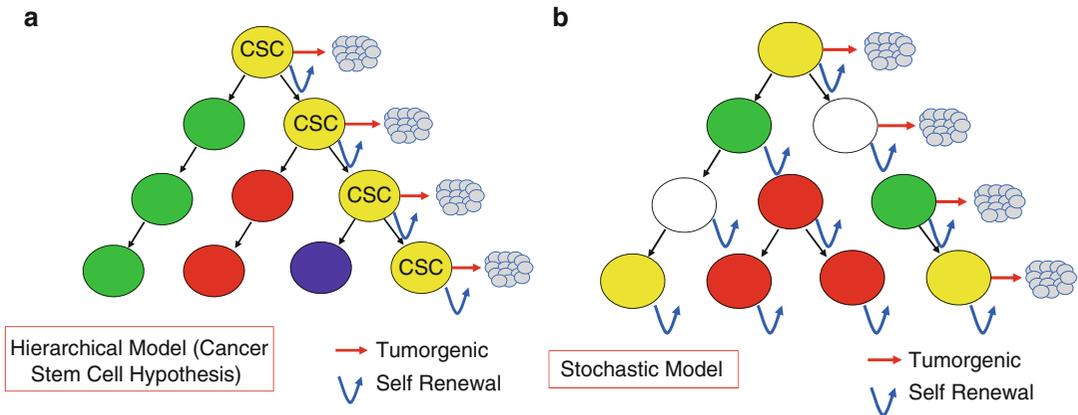 a
CSC
CSC
CSC
CSC
Hierarchical Model (Cancer
Stem Cell Hypothesis)
Tumorgenic
Self Renewal
b
Stochastic Model
Tumorgenic
Self Renewal